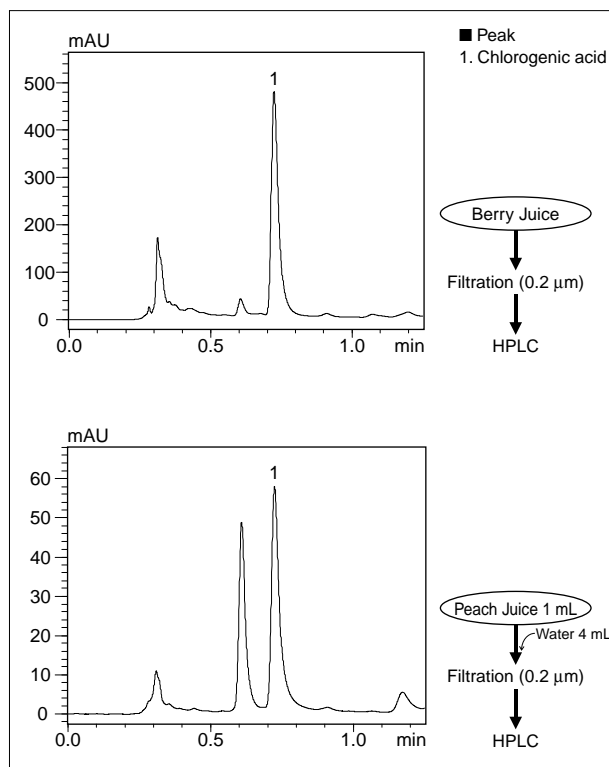 mAU
■ Peak
1. Chlorogenic acid
1
500
400
300
200
100
0
0.0 0.5 1.0 min
Berry Juice
Filtration (0.2 μm)
HPLC
mAU
1
60
50
40
30
20
10
0
0.0 0.5 1.0 min
Peach Juice 1 mL
Water 4 mL
Filtration (0.2 μm)
HPLC